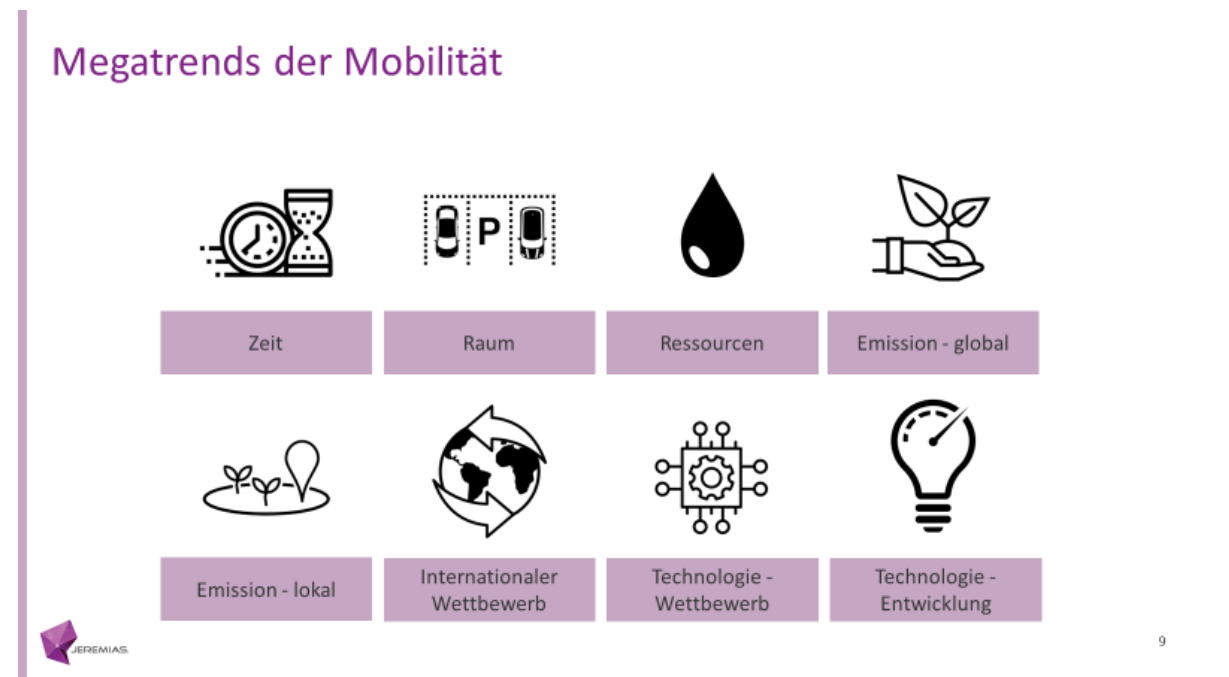 Megatrends der Mobilität
P
Zeit
Raum
Ressourcen
Emission - global
Emission - lokal
Internationaler
Wettbewerb
Technologie -
Wettbewerb
Technologie -
Entwicklung
JEREMIAS.
9